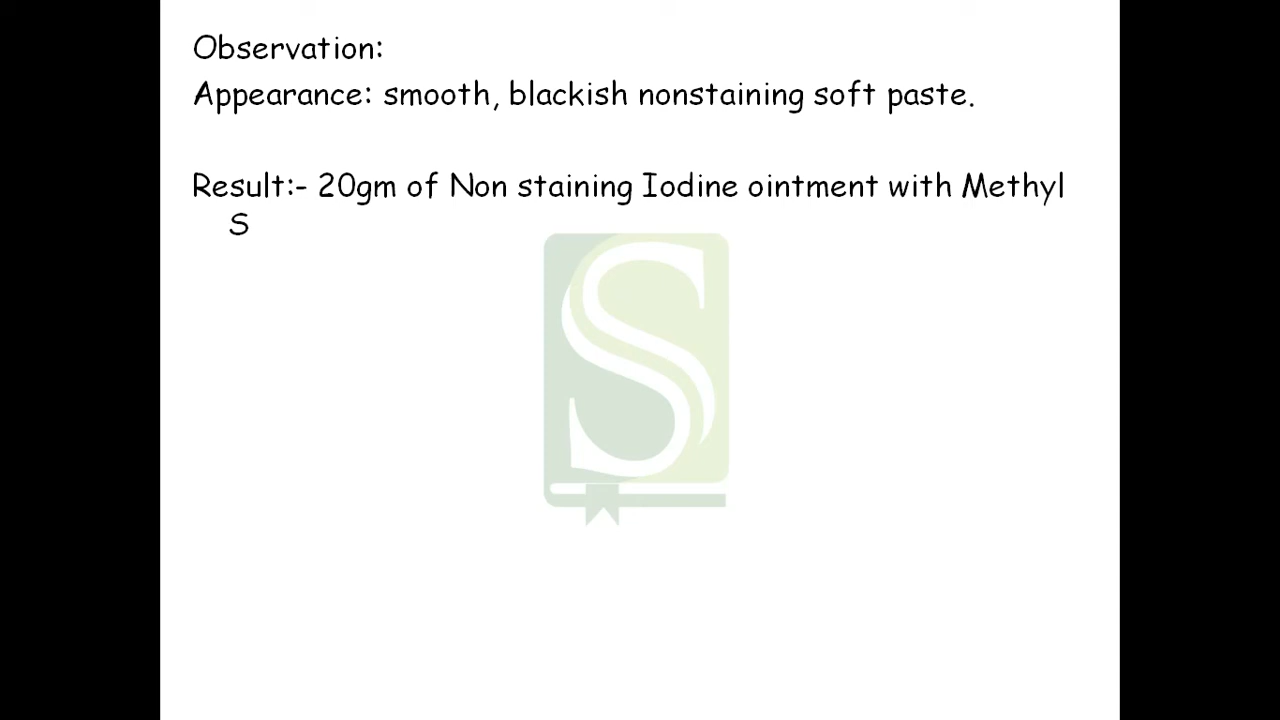 Observation:
Appearance: smooth, blackish nonstaining soft paste.
Result:- 20gm of Non staining Iodine ointment with Methyl
S